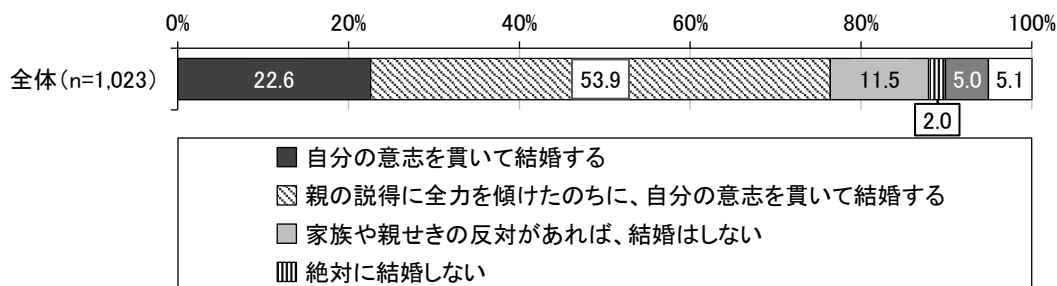 0% 20% 40% 60% 80% 100%
全体(n=1,023) 22.6 53.9 11.5 5.0 5.1
2.0
自分の意志を貫いて結婚する
親の説得に全力を傾けたのちに、自分の意志を貫いて結婚する
家族や親せきの反対があれば、結婚はしない
絶対に結婚しない